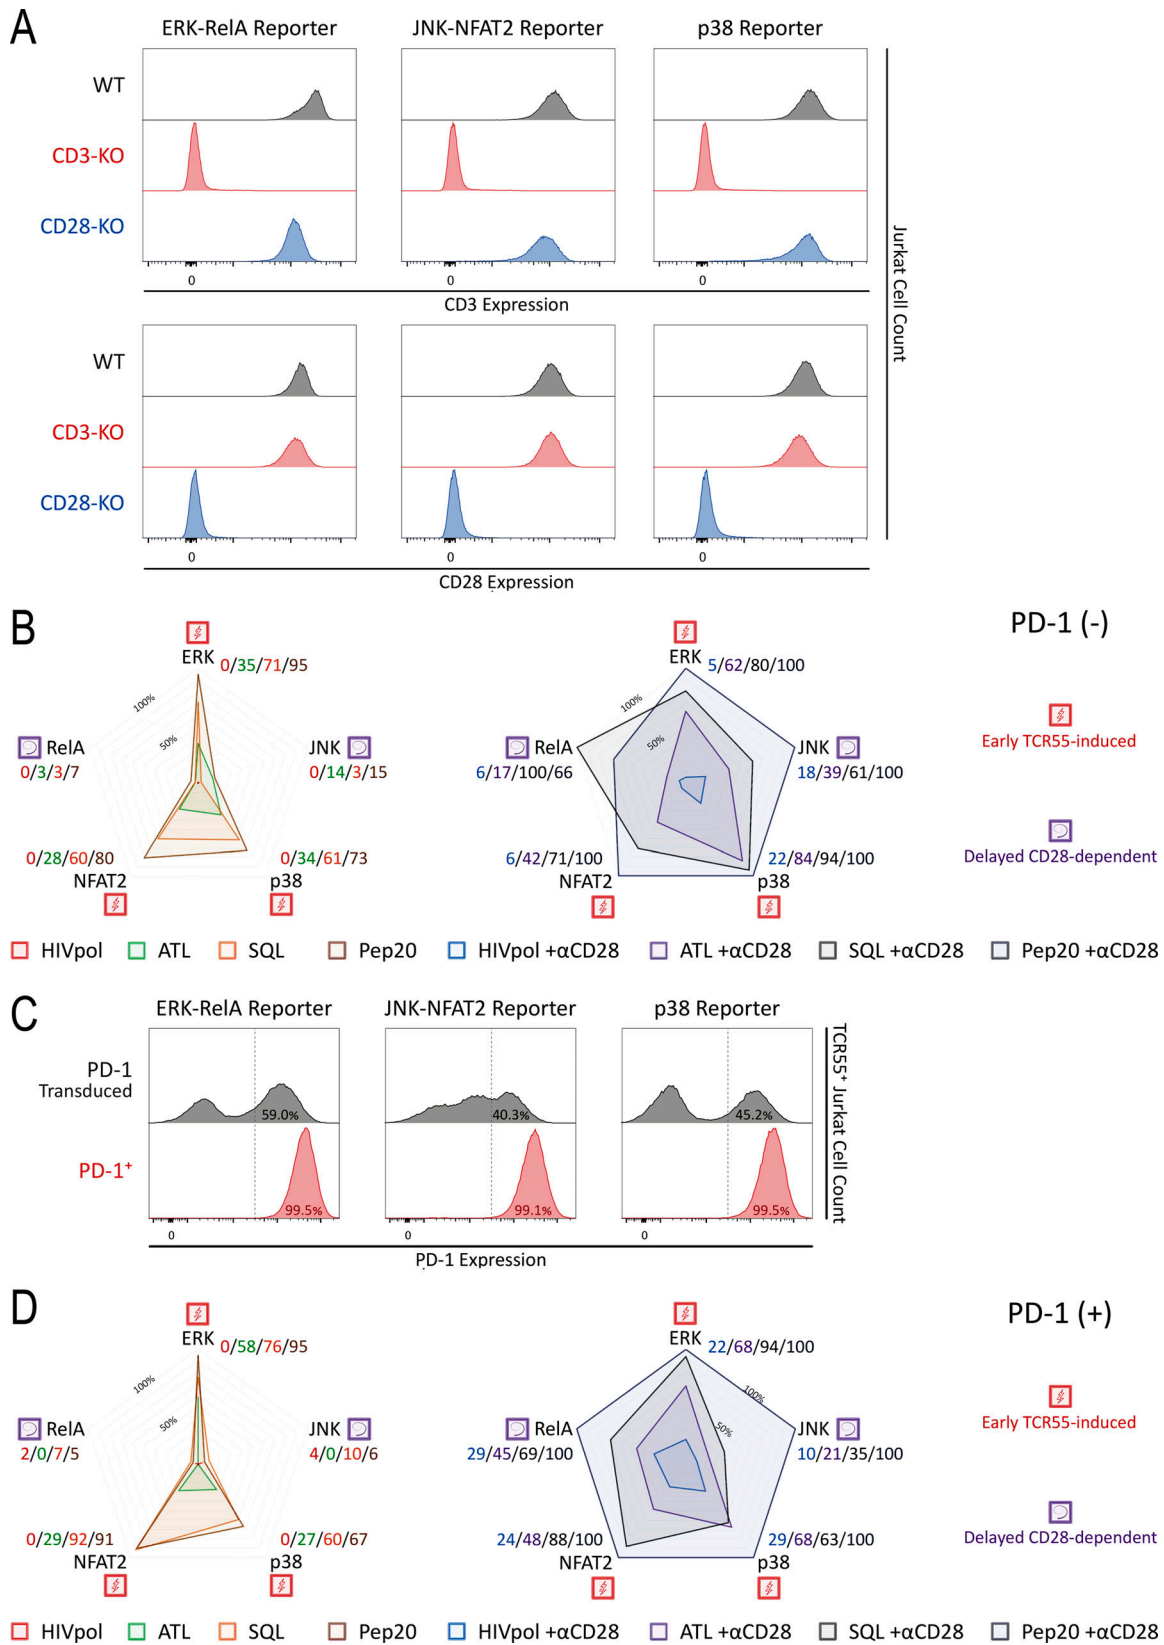 A
ERK-RelA Reporter JNK-NFAT2 Reporter p38 Reporter
WT
CD3-KO
CD28-KO
0 0 0
CD3 Expression
Jurkat Cell Count
WT
CD3-KO
CD28-KO
0 0 0
CD28 Expression
B
PD-1 (-)
ERK 0/35/71/95
100%
50%
RelA
0/3/3/7
JNK
0/14/3/15
0/28/60/80
NFAT2
0/34/61/73
p38
ERK 5/62/80/100
100%
50%
RelA
6/17/100/66
JNK
18/39/61/100
6/42/71/100
NFAT2
22/84/94/100
p38
Early TCR55-induced
Delayed CD28-dependent
HIVpol ATL SQL Pep20 HIVpol +αCD28 ATL +αCD28 SQL +αCD28 Pep20 +αCD28
C
ERK-RelA Reporter JNK-NFAT2 Reporter p38 Reporter
PD-1
Transduced
59.0% 40.3% 45.2%
PD-1+
99.5% 99.1% 99.5%
0 0 0
PD-1 Expression
TCR55+ Jurkat Cell Count
D
PD-1 (+)
ERK 0/58/76/95
100%
50%
RelA
2/0/7/5
JNK
4/0/10/6
0/29/92/91
NFAT2
0/27/60/67
p38
ERK 22/68/94/100
100%
50%
RelA
29/45/69/100
JNK
10/21/35/100
24/48/88/100
NFAT2
29/68/63/100
p38
Early TCR55-induced
Delayed CD28-dependent
HIVpol ATL SQL Pep20 HIVpol +αCD28 ATL +αCD28 SQL +αCD28 Pep20 +αCD28